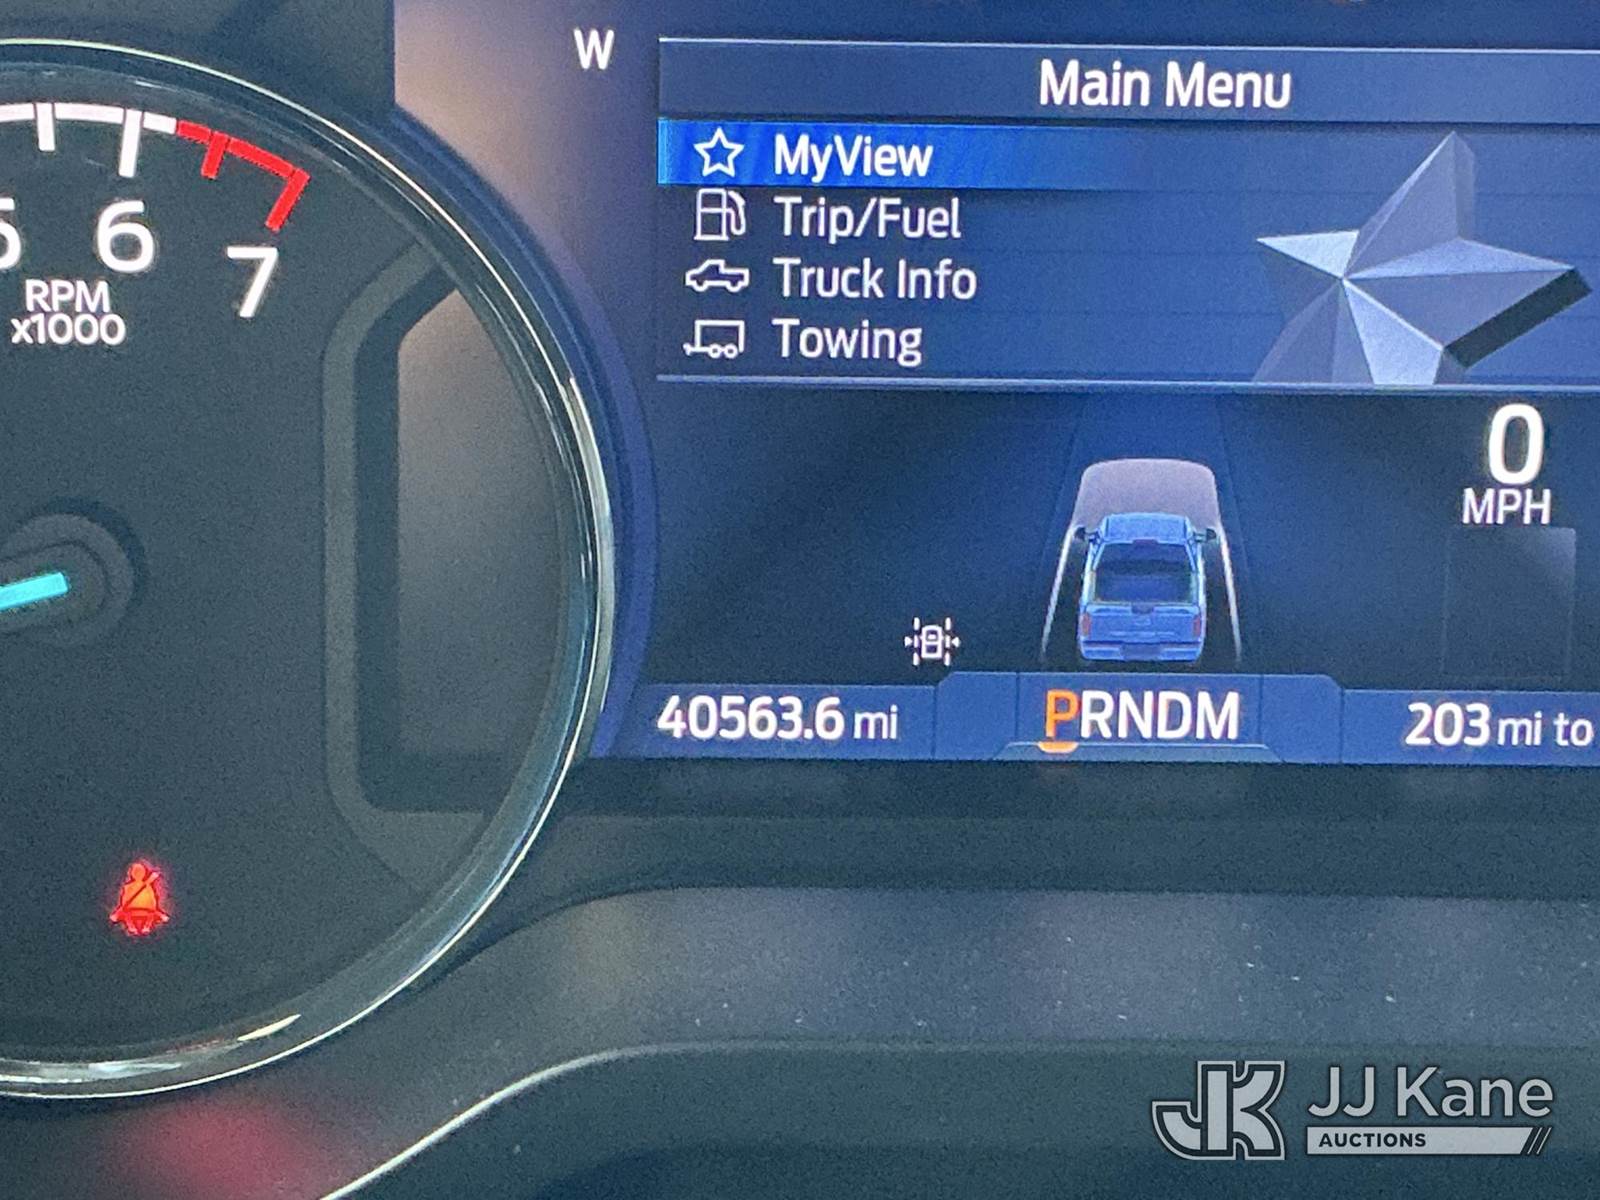 W
Main Menu
MyView
Trip/Fuel
Truck Info
Towing
6
7
RPM
x1000
0
MPH
40563.6 mi
PRNDM
203 mi to
JK
JJ Kane
AUCTIONS